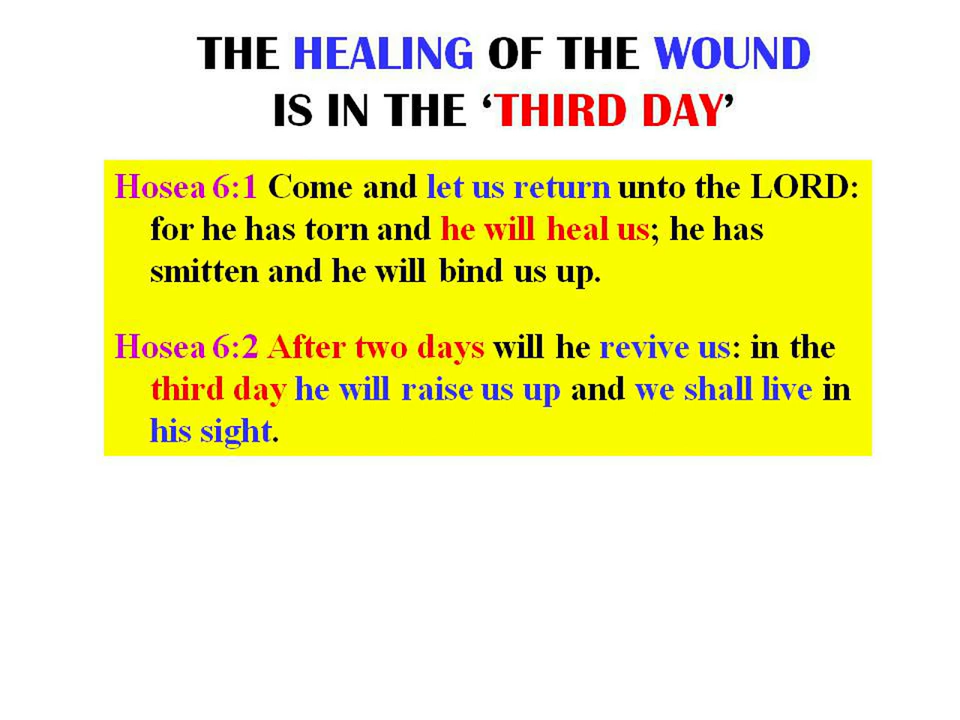 THE HEALING OF THE WOUND
IS IN THE ‘THIRD DAY’
Hosea 6:1 Come and let us return unto the LORD:
for he has torn and he will heal us; he has
smitten and he will bind us up.
Hosea 6:2 After two days will he revive us: in the
third day he will raise us up and we shall live in
his sight.